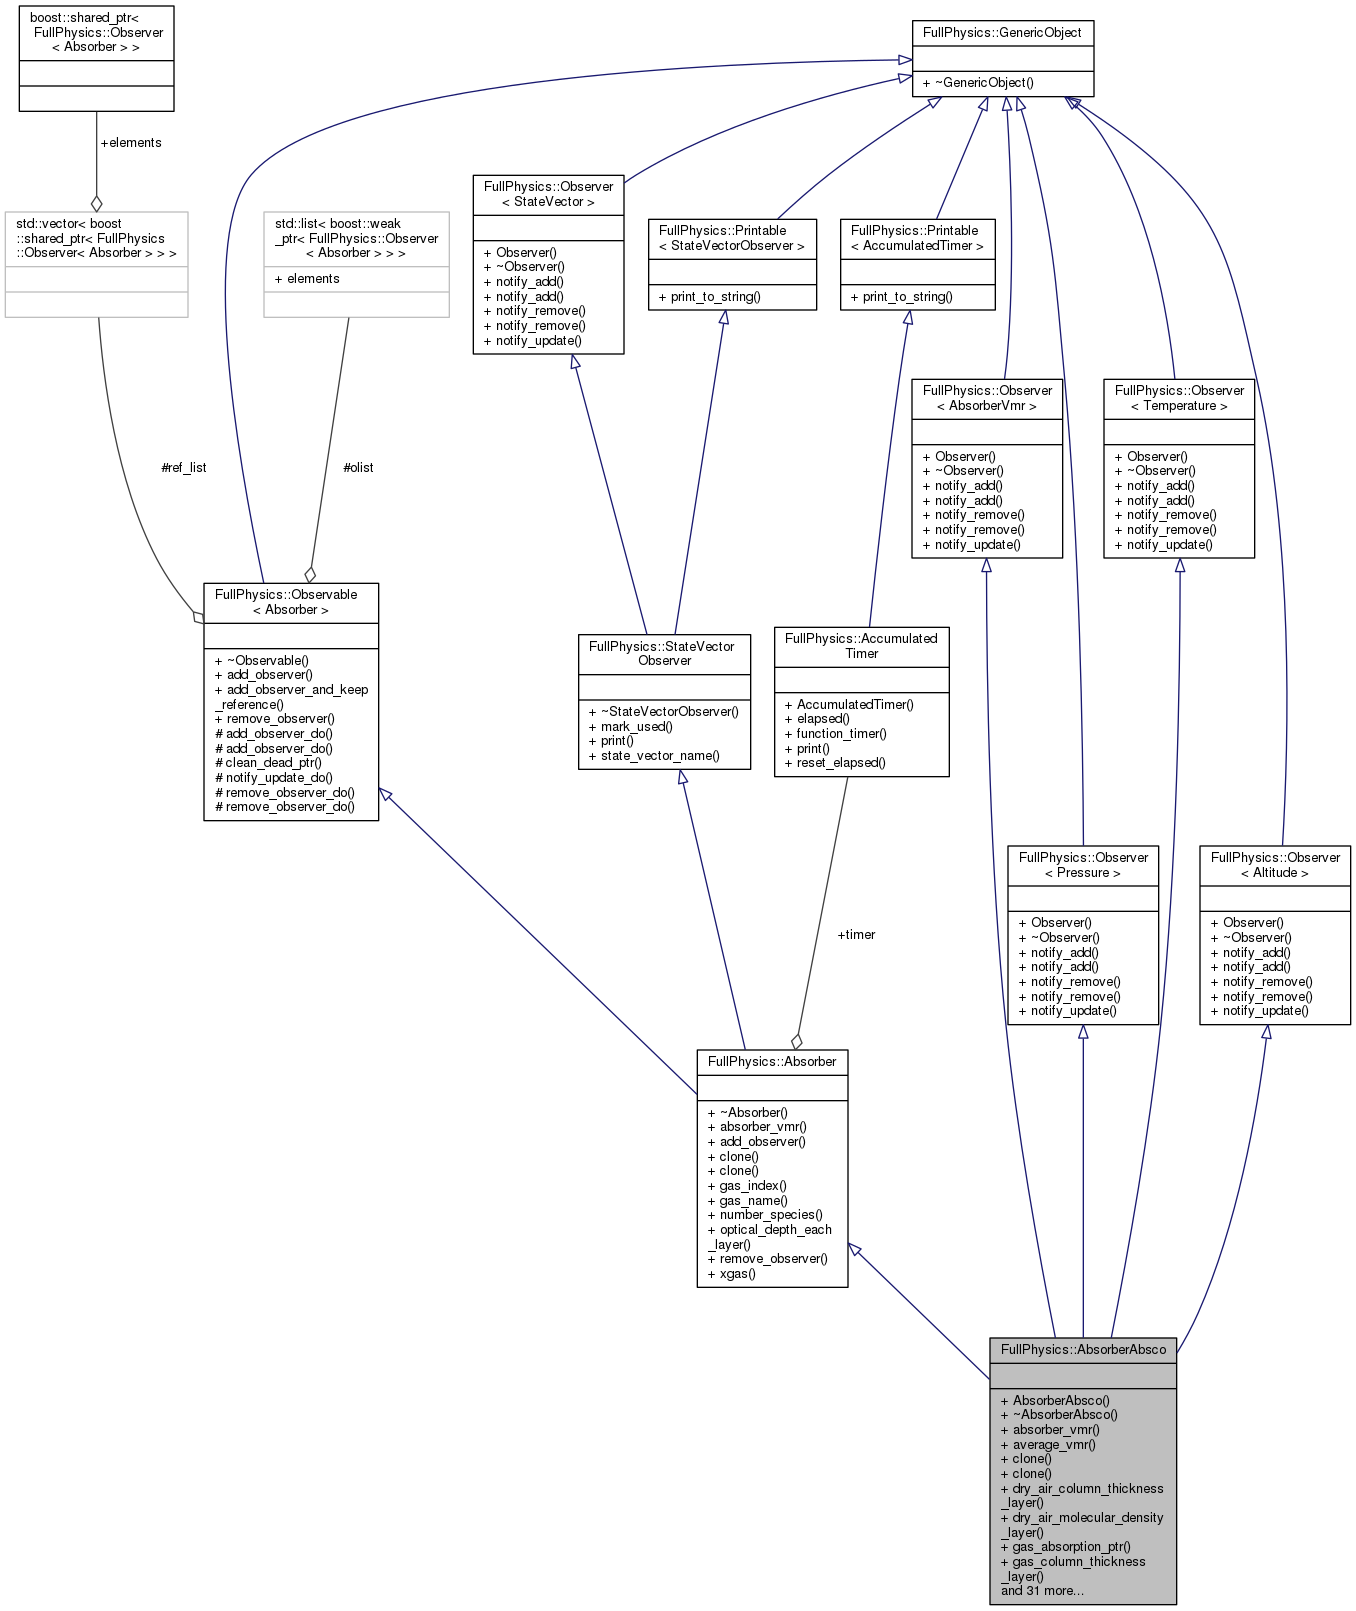 boost::shared_ptr<
FullPhysics::Observer
< Absorber > >
FullPhysics::GenericObject
+ ~GenericObject()
+elements
FullPhysics::Observer
< StateVector >
+ Observer()
+ ~Observer()
+ notify_add()
+ notify_add()
+ notify_remove()
+ notify_remove()
+ notify_update()
std::vector< boost
::shared_ptr< FullPhysics
::Observer< Absorber > > >
std::list< boost::weak
_ptr< FullPhysics::Observer
< Absorber > > >
+ elements
FullPhysics::Printable
< StateVectorObserver >
+ print_to_string()
FullPhysics::Printable
< AccumulatedTimer >
+ print_to_string()
FullPhysics::Observer
< AbsorberVmr >
+ Observer()
+ ~Observer()
+ notify_add()
+ notify_add()
+ notify_remove()
+ notify_remove()
+ notify_update()
FullPhysics::Observer
< Temperature >
+ Observer()
+ ~Observer()
+ notify_add()
+ notify_add()
+ notify_remove()
+ notify_remove()
+ notify_update()
#ref_list
#olist
FullPhysics::Observable
< Absorber >
+ ~Observable()
+ add_observer()
+ add_observer_and_keep
_reference()
+ remove_observer()
# add_observer_do()
# add_observer_do()
# clean_dead_ptr()
# notify_update_do()
# remove_observer_do()
# remove_observer_do()
FullPhysics::StateVector
Observer
+ ~StateVectorObserver()
+ mark_used()
+ print()
+ state_vector_name()
FullPhysics::Accumulated
Timer
+ AccumulatedTimer()
+ elapsed()
+ function_timer()
+ print()
+ reset_elapsed()
FullPhysics::Observer
< Pressure >
+ Observer()
+ ~Observer()
+ notify_add()
+ notify_add()
+ notify_remove()
+ notify_remove()
+ notify_update()
FullPhysics::Observer
< Altitude >
+ Observer()
+ ~Observer()
+ notify_add()
+ notify_add()
+ notify_remove()
+ notify_remove()
+ notify_update()
+timer
FullPhysics::Absorber
+ ~Absorber()
+ absorber_vmr()
+ add_observer()
+ clone()
+ clone()
+ gas_index()
+ gas_name()
+ number_species()
+ optical_depth_each
_layer()
+ remove_observer()
+ xgas()
FullPhysics::AbsorberAbsco
+ AbsorberAbsco()
+ ~AbsorberAbsco()
+ absorber_vmr()
+ average_vmr()
+ clone()
+ clone()
+ dry_air_column_thickness
_layer()
+ dry_air_molecular_density
_layer()
+ gas_absorption_ptr()
+ gas_column_thickness
_layer()
and 31 more...